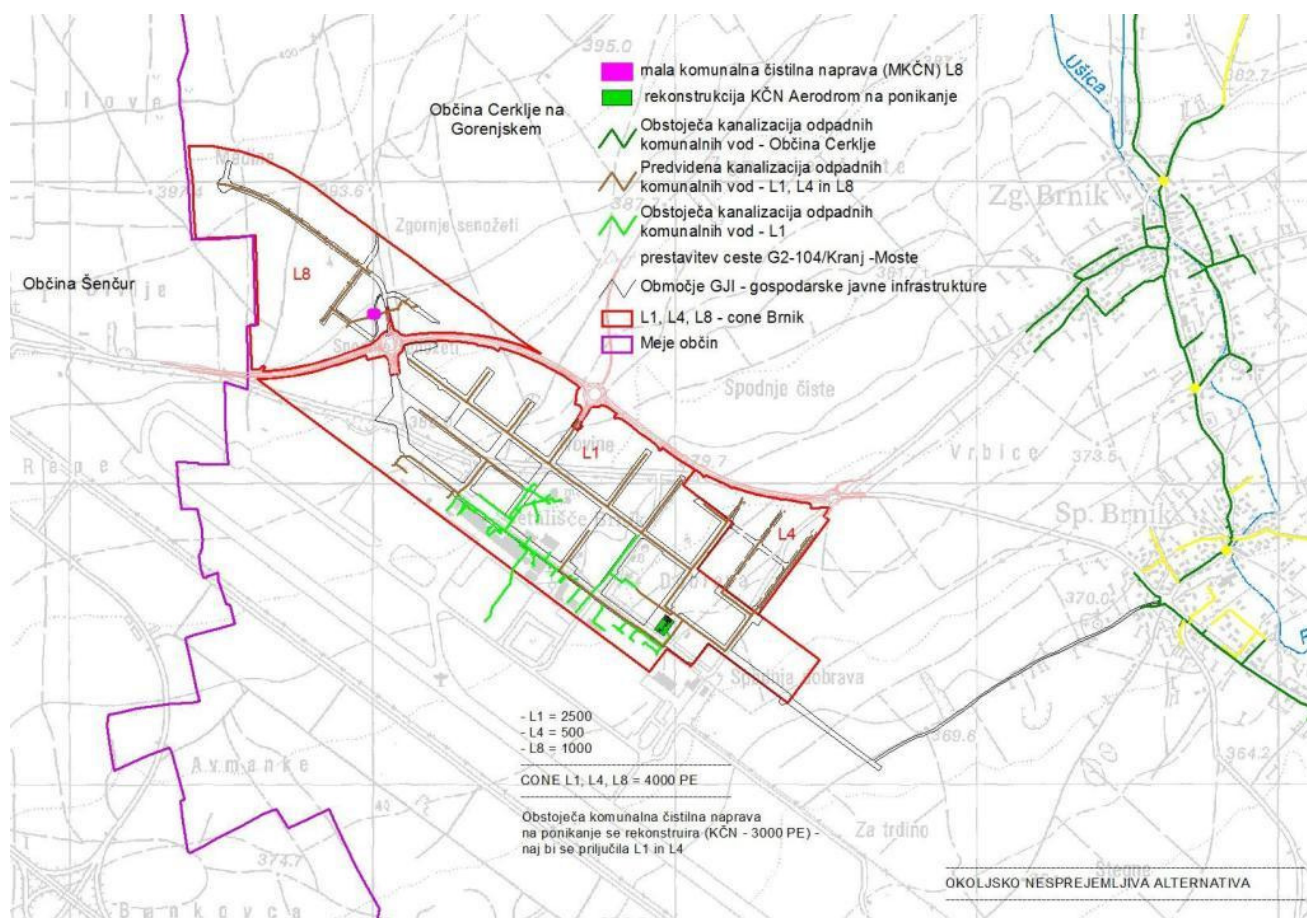 395.0
mala komunalna čistilna naprava (MKČN) L8
rekonstrukcija KČN Aerodrom na ponikanje
Občina Cerklje na
Gorenjskem
Obstoječa kanalizacija odpadnih
komunalnih vod - Občina Cerklje
Predvidena kanalizacija odpadnih
komunalnih vod - L1, L4 in L8
Obstoječa kanalizacija odpadnih
komunalnih vod - L1
prestavitev ceste G2-104/Kranj -Moste
Območje GJI - gospodarske javne infrastrukture
L1, L4, L8 - cone Brnik
Meje občin
Ušica
382.7
Zg. Brnik
393.6
Zgornje senožeti
L8
Občina Šenčur
Spodnje čiste
L1
Vrbice
373.5
Repe
Sp. Brnik
L4
370.0
Spodnja dobrava
369.6
364.2
- L1 = 2500
- L4 = 500
- L8 = 1000
Avmanke
CONE L1, L4, L8 = 4000 PE
Obstoječa komunalna čistilna naprava
na ponikanje se rekonstruira (KČN - 3000 PE) -
naj bi se priljučila L1 in L4
Za trdino
374.7
Stegne
OKOLJSKO NESPREJEMLJIVA ALTERNATIVA
Bankovca